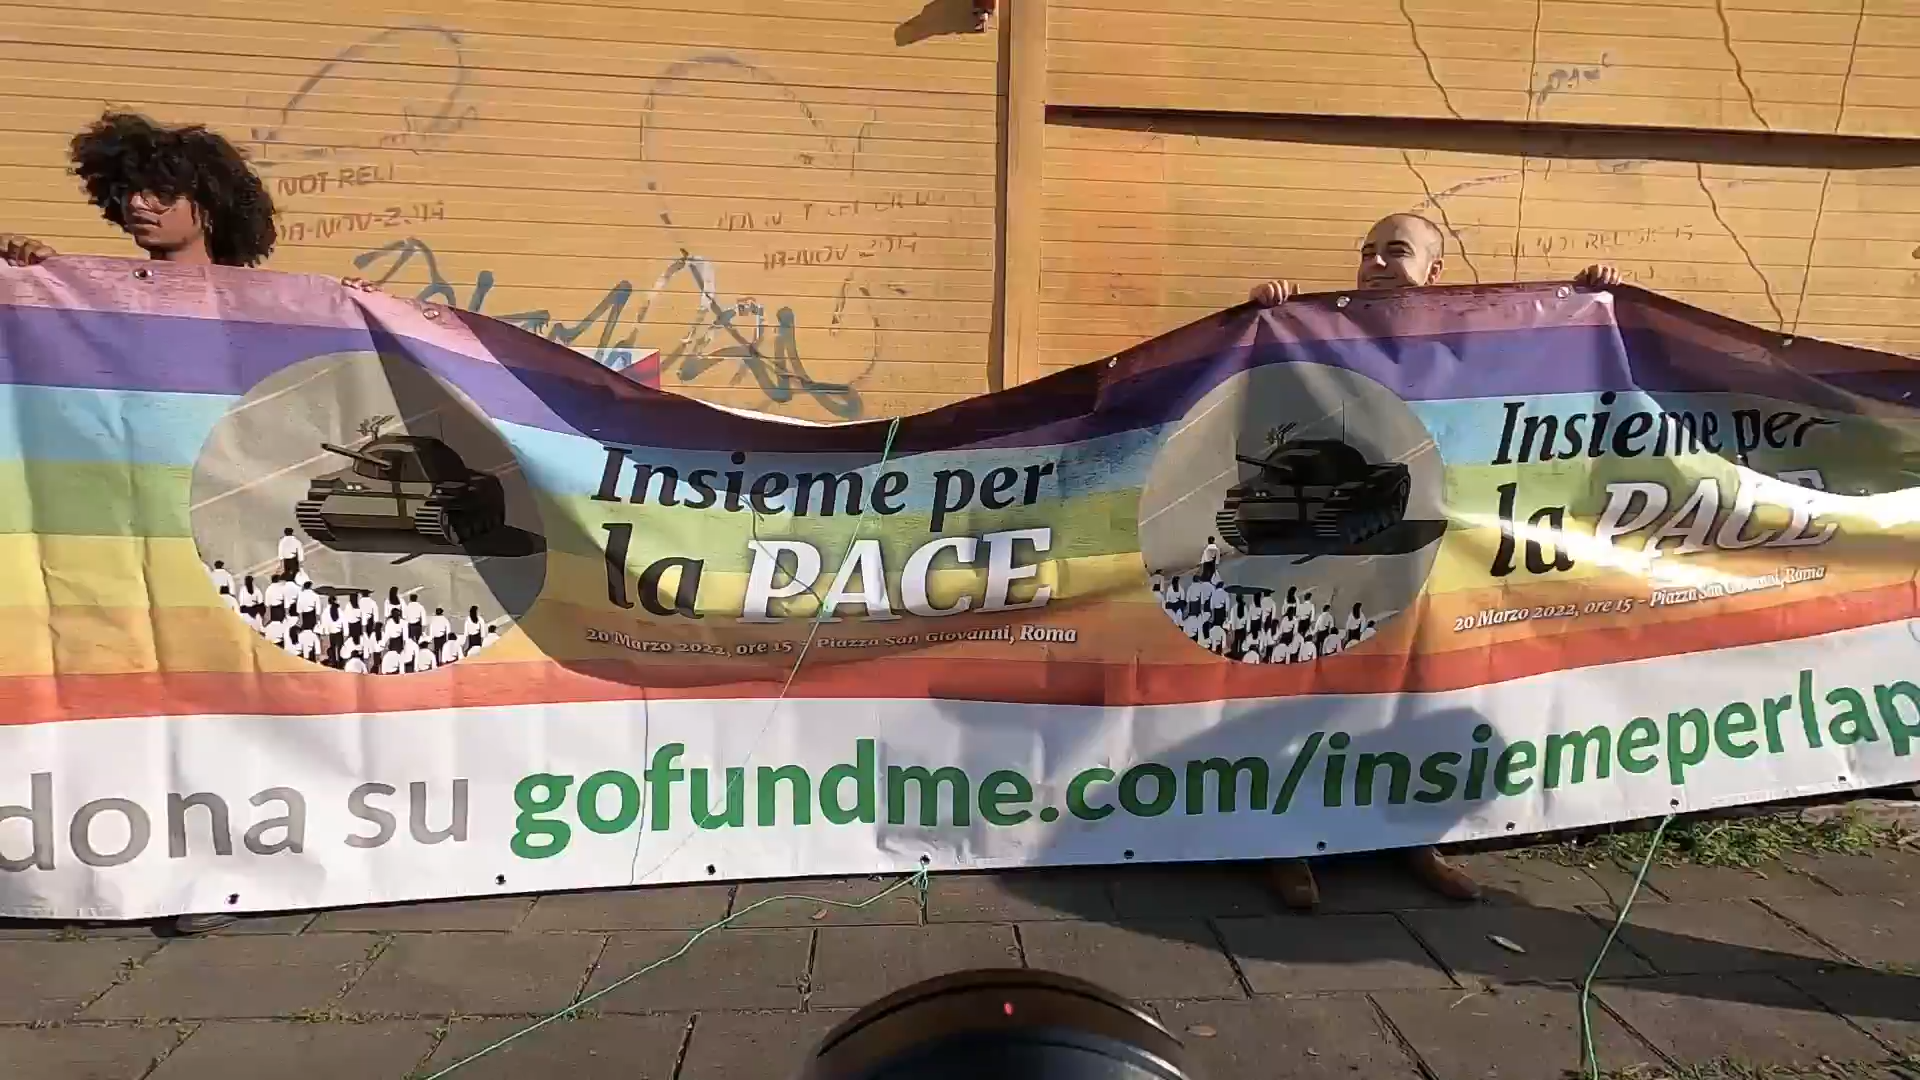 NOT RELI
Insieme per
la PACE
20 Marzo 2022, ore 15 - Piazza San Giovanni, Roma
Insieme per
la PACE
20 Marzo 2022, ore 15 - Piazza San Giovanni, Roma
dona su gofundme.com/insiemeperlap